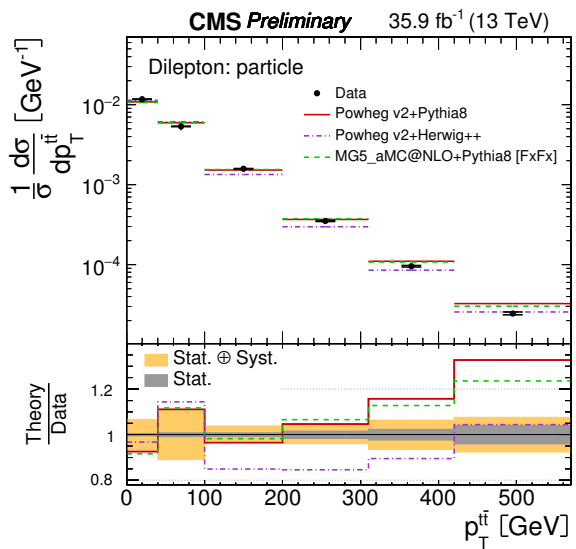 CMS Preliminary 35.9 fb⁻¹ (13 TeV)
Dilepton: particle
Data
Powheg v2+Pythia8
Powheg v2+Herwig++
MG5_aMC@NLO+Pythia8 [FxFx]
1/σ dσ/dp_T^{tt̄} [GeV⁻¹]
10⁻²
10⁻³
10⁻⁴
Stat. ⊕ Syst.
Stat.
Theory
Data
1.2
1
0.8
0 100 200 300 400 500
p_T^{tt̄} [GeV]